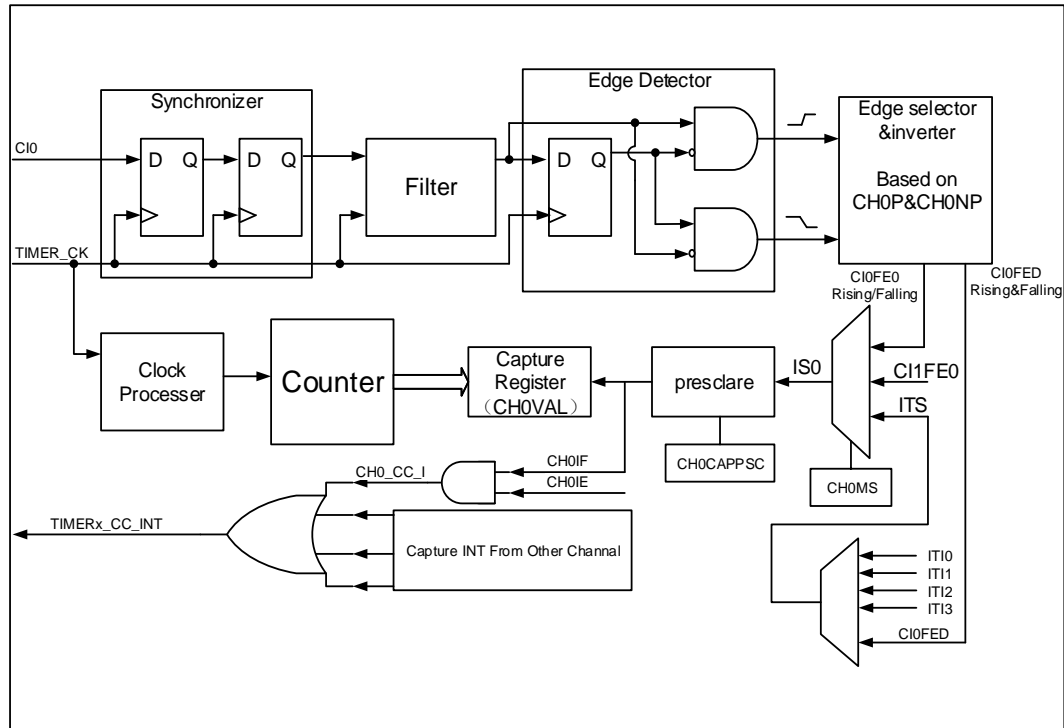 Edge Detector
Synchronizer
Edge selector
&inverter
Based on
CH0P&CH0NP
CI0
D Q
D Q
Filter
D Q
TIMER_CK
CI0FE0
Rising/Falling
CI0FED
Rising&Falling
Clock
Processer
Counter
Capture
Register
（CH0VAL）
presclare
IS0
CI1FE0
ITS
CH0CAPPSC
CH0MS
CH0_CC_I
CH0IF
CH0IE
TIMERx_CC_INT
Capture INT From Other Channel
ITI0
ITI1
ITI2
ITI3
CI0FED